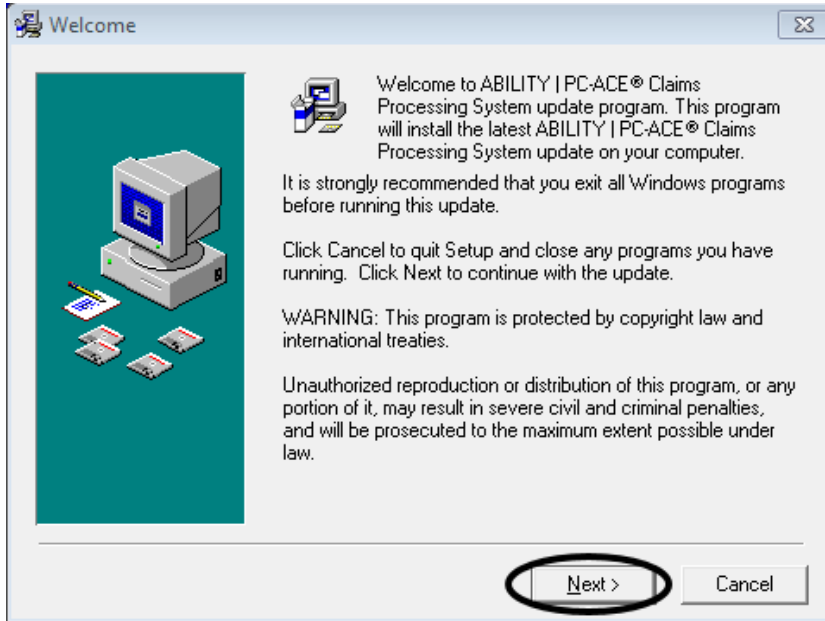 Welcome
Welcome to ABILITY | PC-ACE® Claims
Processing System update program. This program
will install the latest ABILITY | PC-ACE® Claims
Processing System update on your computer.
It is strongly recommended that you exit all Windows programs
before running this update.
Click Cancel to quit Setup and close any programs you have
running.  Click Next to continue with the update.
WARNING: This program is protected by copyright law and
international treaties.
Unauthorized reproduction or distribution of this program, or any
portion of it, may result in severe civil and criminal penalties,
and will be prosecuted to the maximum extent possible under
law.
Next > Cancel